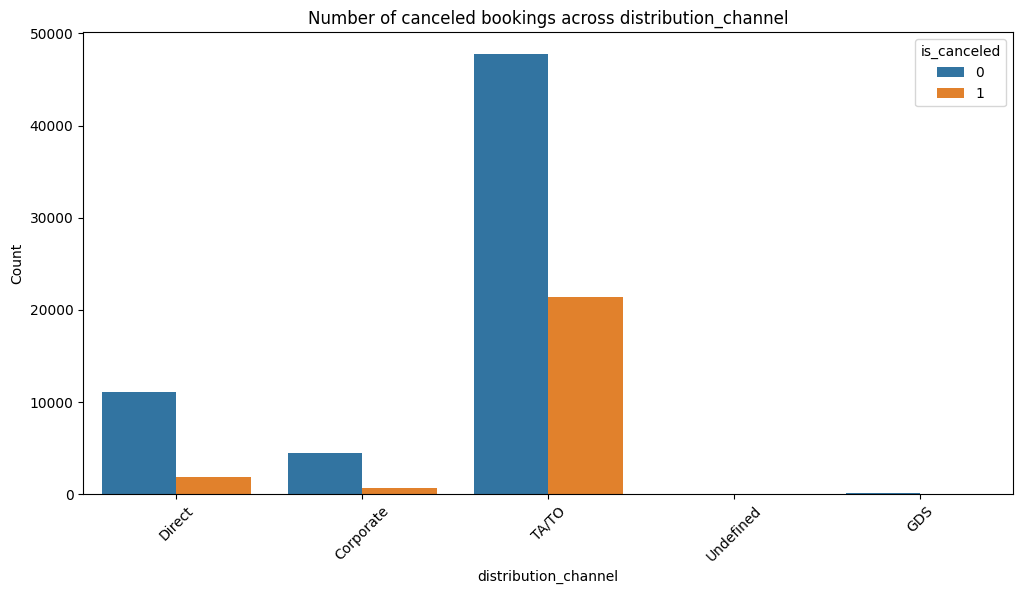 Number of canceled bookings across distribution_channel
is_canceled
0
1
Count
50000
40000
30000
20000
10000
0
Direct
Corporate
TA/TO
Undefined
GDS
distribution_channel